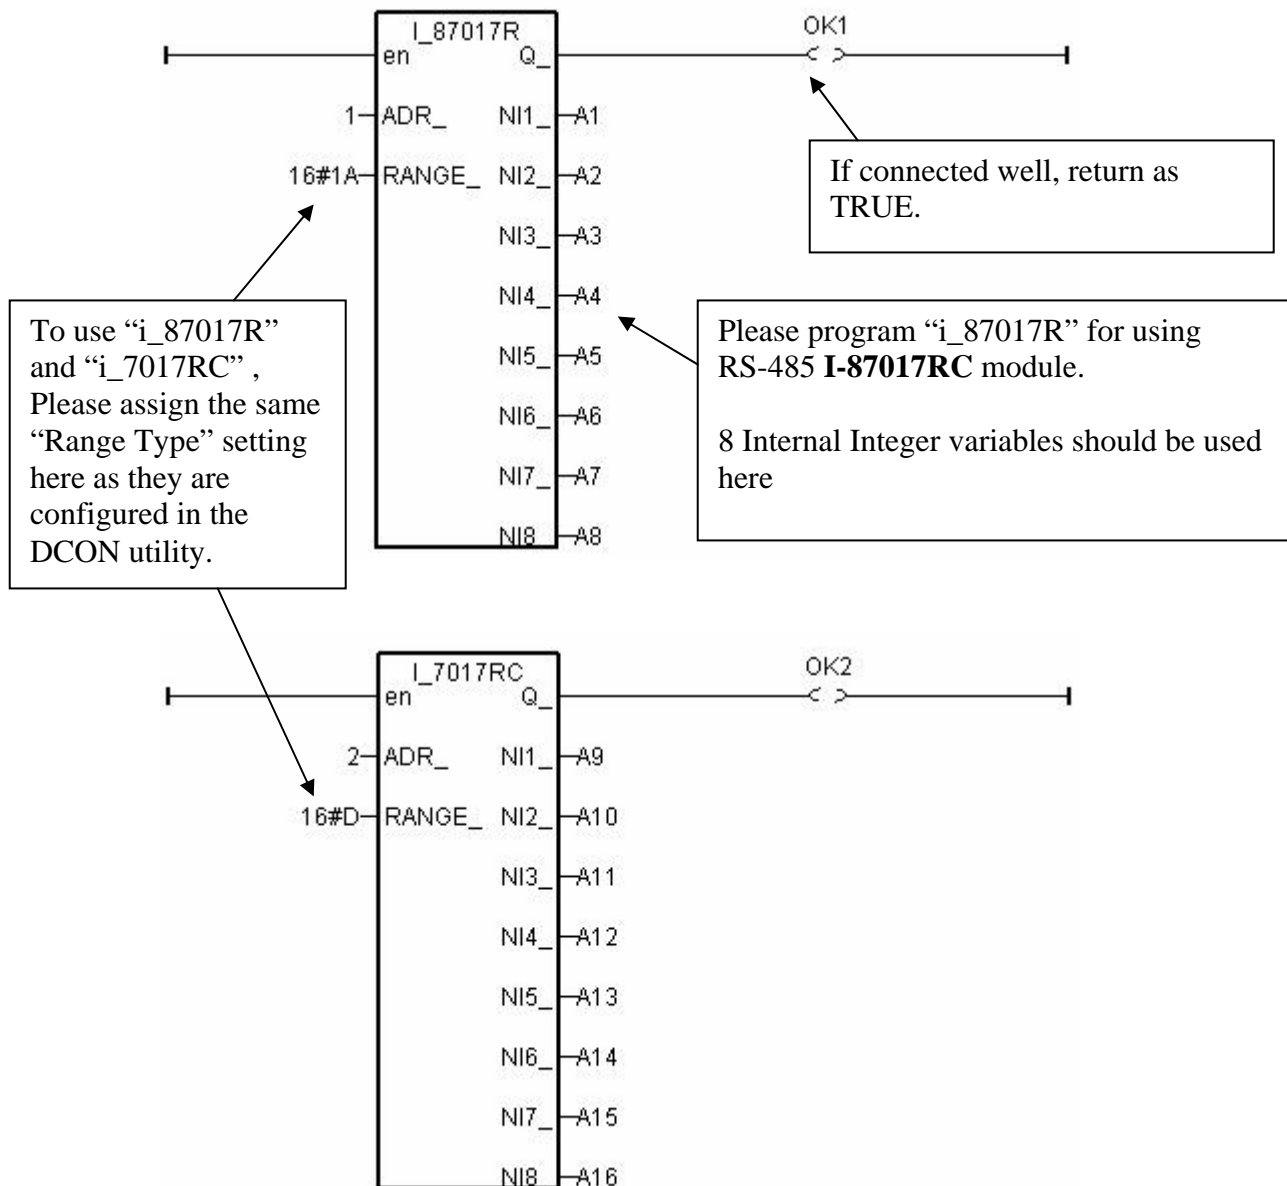 I_87017R
OK1
en Q_
1 ADR_ NI1_ A1
16#1A RANGE_ NI2_ A2
NI3_ A3
NI4_ A4
NI5_ A5
NI6_ A6
NI7_ A7
NI8 A8
If connected well, return as
TRUE.
To use “i_87017R”
and “i_7017RC” ,
Please assign the same
“Range Type” setting
here as they are
configured in the
DCON utility.
Please program “i_87017R” for using
RS-485 I-87017RC module.
8 Internal Integer variables should be used
here
I_7017RC
OK2
en Q_
2 ADR_ NI1_ A9
16#D RANGE_ NI2_ A10
NI3_ A11
NI4_ A12
NI5_ A13
NI6_ A14
NI7_ A15
NI8 A16